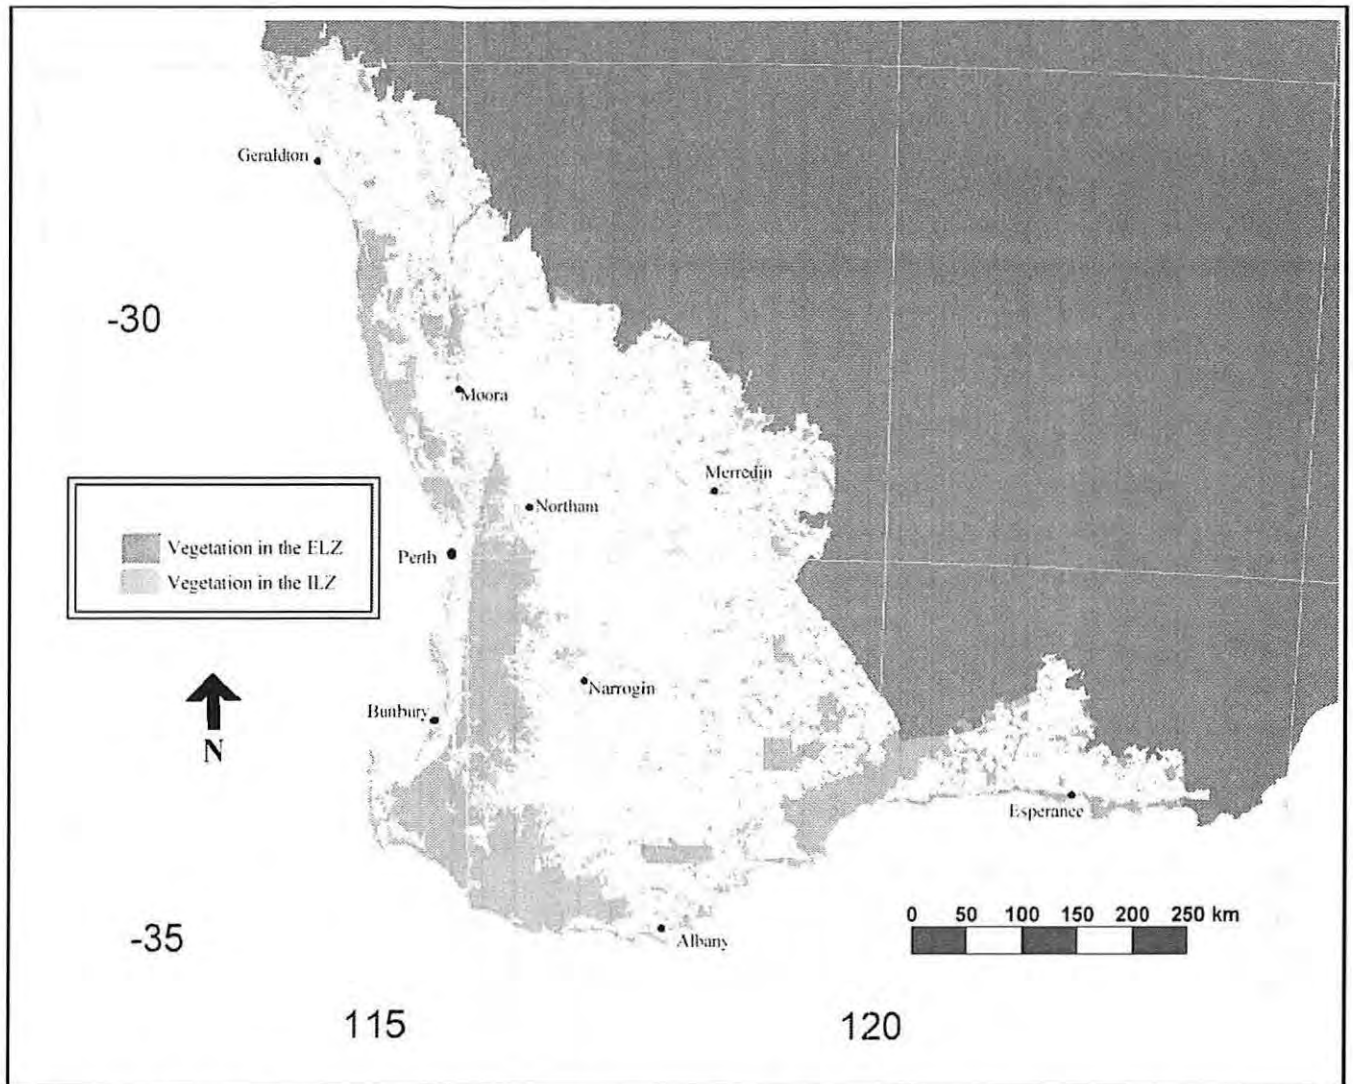 Geraldton
-30
Moora
Merredin
Northam
Vegetation in the ELZ
Perth
Vegetation in the ILZ
Narrogin
Bunbury
N
Esperance
0 50 100 150 200 250 km
-35
Albany
115
120